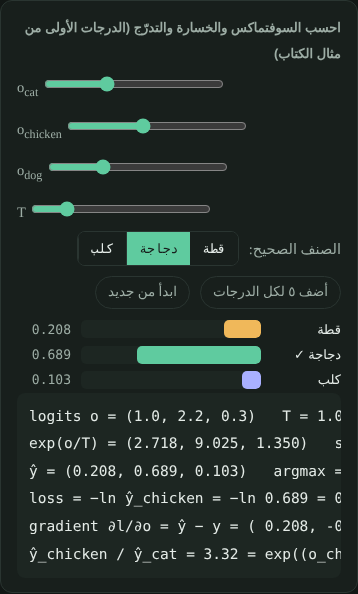 احسب السوفتماكس والخسارة والتدرّج (الدرجات الأولى من
مثال الكتاب)
o_cat
o_chicken
o_dog
T
الصنف الصحيح: قطة دجاجة كلب
أضف ٥ لكل الدرجات ابدأ من جديد
قطة 0.208
دجاجة ✓ 0.689
كلب 0.103
logits o = (1.0, 2.2, 0.3)   T = 1.0
exp(o/T) = (2.718, 9.025, 1.350)   s
ŷ = (0.208, 0.689, 0.103)   argmax =
loss = −ln ŷ_chicken = −ln 0.689 = 0
gradient ∂l/∂o = ŷ − y = ( 0.208, -0
ŷ_chicken / ŷ_cat = 3.32 = exp((o_ch